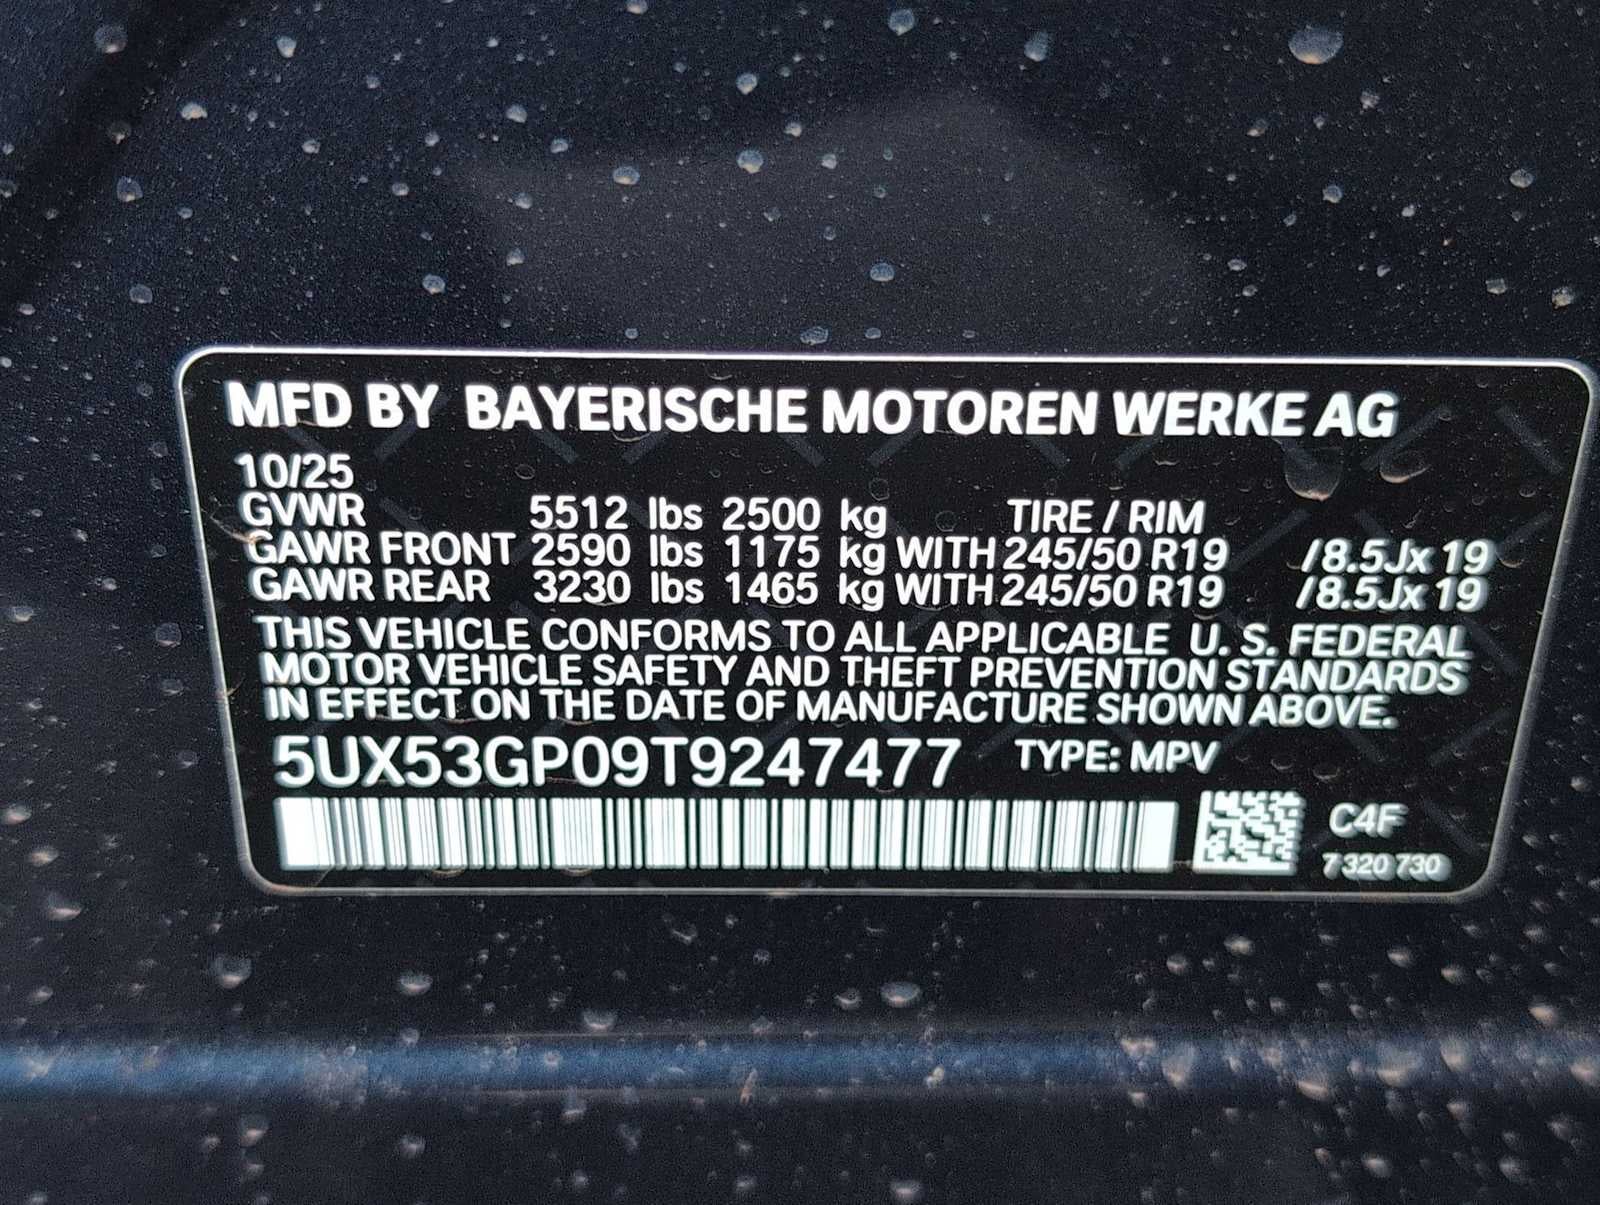 MFD BY BAYERISCHE MOTOREN WERKE AG
10/25
GVWR 5512 lbs 2500 kg TIRE / RIM
GAWR FRONT 2590 lbs 1175 kg WITH 245/50 R19 /8.5Jx 19
GAWR REAR 3230 lbs 1465 kg WITH 245/50 R19 /8.5Jx 19
THIS VEHICLE CONFORMS TO ALL APPLICABLE U. S. FEDERAL
MOTOR VEHICLE SAFETY AND THEFT PREVENTION STANDARDS
IN EFFECT ON THE DATE OF MANUFACTURE SHOWN ABOVE.
5UX53GP09T9247477 TYPE: MPV
C4F
7 320 730